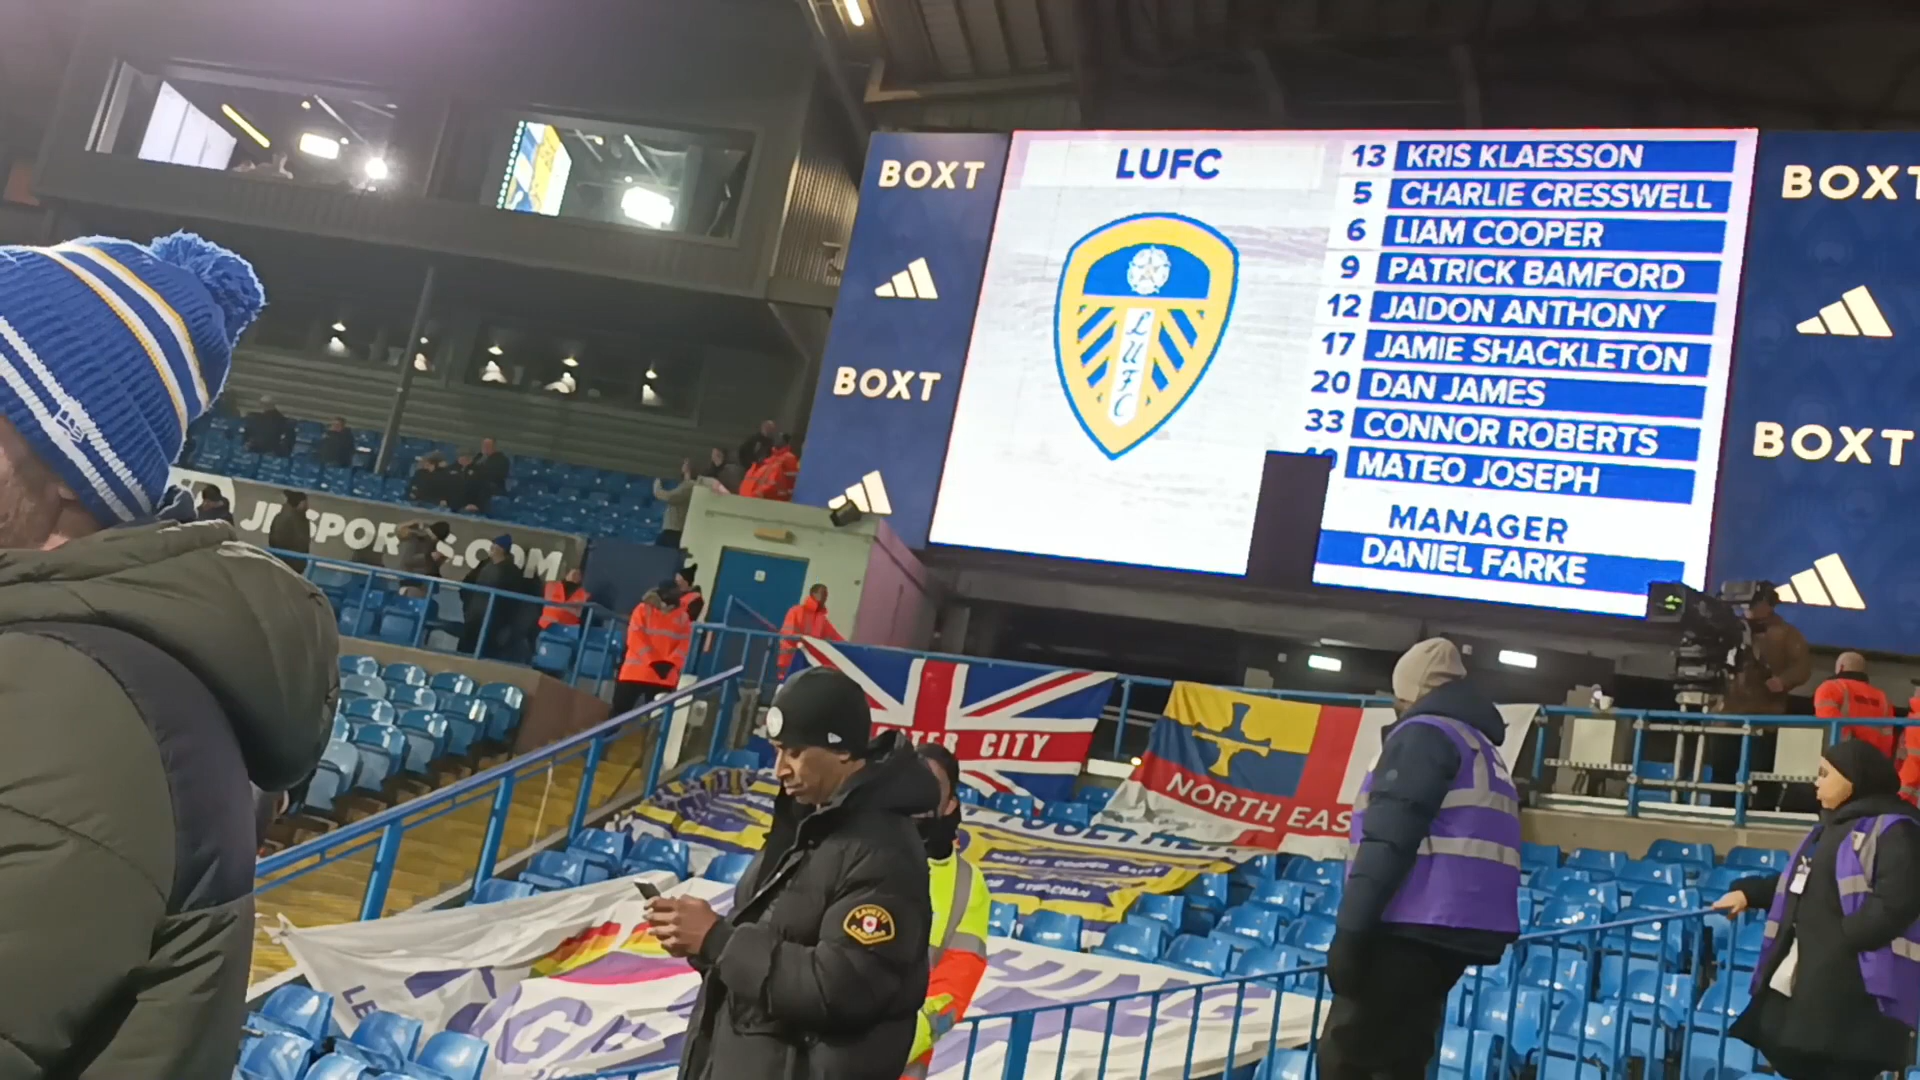 BOXT
BOXT
LUFC
LUFC
13 KRIS KLAESSON
5 CHARLIE CRESSWELL
6 LIAM COOPER
9 PATRICK BAMFORD
12 JAIDON ANTHONY
17 JAMIE SHACKLETON
20 DAN JAMES
33 CONNOR ROBERTS
MATEO JOSEPH
MANAGER
DANIEL FARKE
BOXT
BOXT
CITY
NORTH EAS